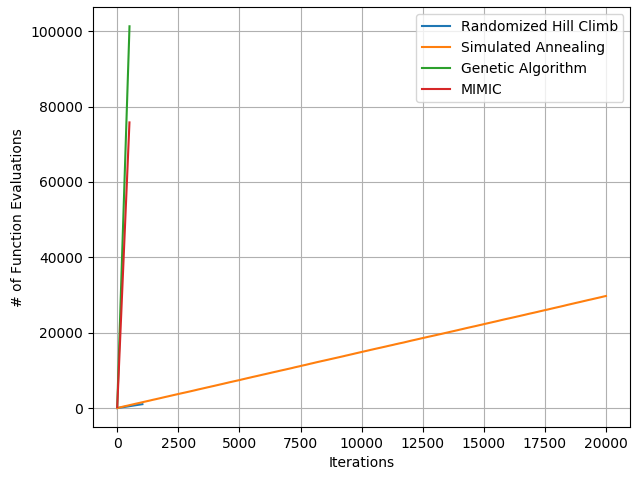 Randomized Hill Climb
Simulated Annealing
Genetic Algorithm
MIMIC
# of Function Evaluations
100000
80000
60000
40000
20000
0
0 2500 5000 7500 10000 12500 15000 17500 20000
Iterations